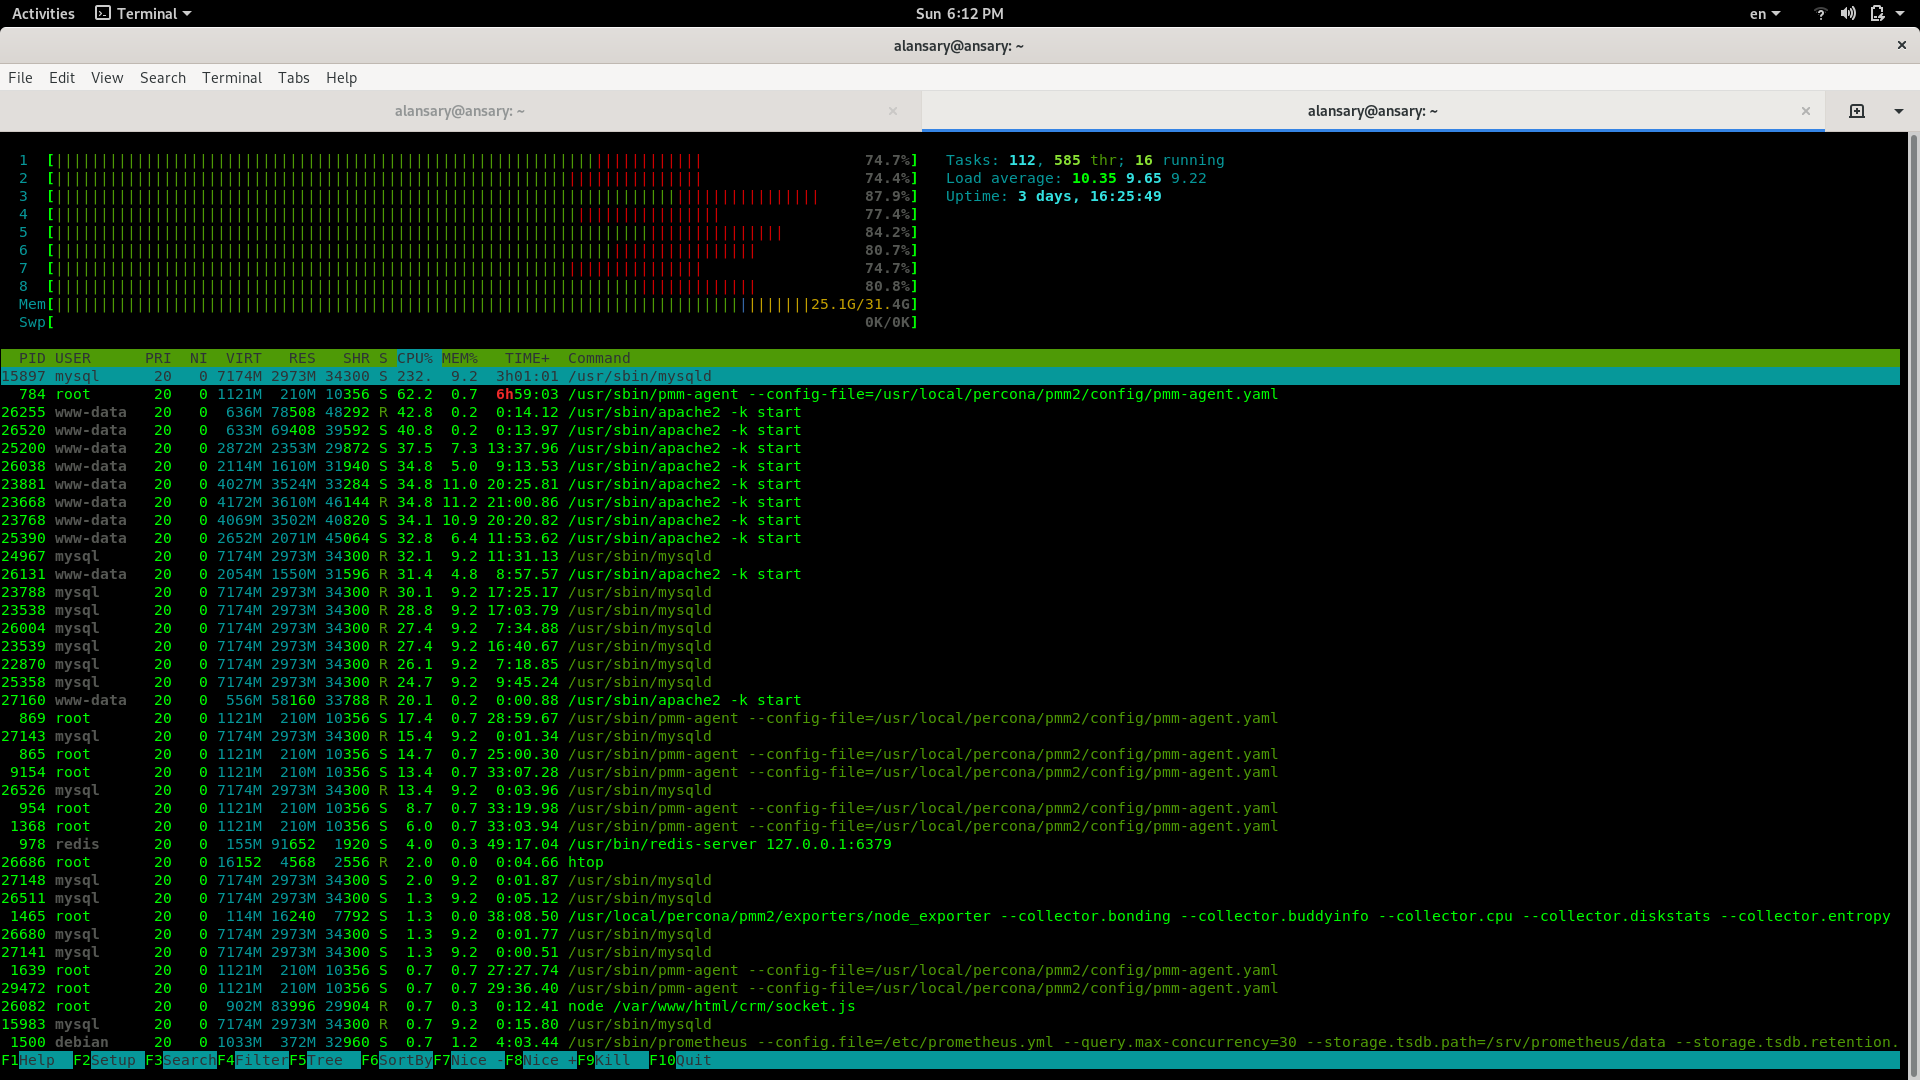 Activities Terminal Sun 6:12 PM en
alansary@ansary: ~
File Edit View Search Terminal Tabs Help
alansary@ansary: ~ alansary@ansary: ~
1 [ 74.7%] Tasks: 112, 585 thr; 16 running
2 [ 74.4%] Load average: 10.35 9.65 9.22
3 [ 87.9%] Uptime: 3 days, 16:25:49
4 [ 77.4%]
5 [ 84.2%]
6 [ 80.7%]
7 [ 74.7%]
8 [ 80.8%]
Mem[ 25.1G/31.4G]
Swp[ 0K/0K]
PID USER PRI NI VIRT RES SHR S CPU% MEM% TIME+ Command
15897 mysql 20 0 7174M 2973M 34300 S 232. 9.2 3h01:01 /usr/sbin/mysqld
784 root 20 0 1121M 210M 10356 S 62.2 0.7 6h59:03 /usr/sbin/pmm-agent --config-file=/usr/local/percona/pmm2/config/pmm-agent.yaml
26255 www-data 20 0 636M 78508 48292 R 42.8 0.2 0:14.12 /usr/sbin/apache2 -k start
26520 www-data 20 0 633M 69408 39592 S 40.8 0.2 0:13.97 /usr/sbin/apache2 -k start
25200 www-data 20 0 2872M 2353M 29872 S 37.5 7.3 13:37.96 /usr/sbin/apache2 -k start
26038 www-data 20 0 2114M 1610M 31940 S 34.8 5.0 9:13.53 /usr/sbin/apache2 -k start
23881 www-data 20 0 4027M 3524M 33284 S 34.8 11.0 20:25.81 /usr/sbin/apache2 -k start
23668 www-data 20 0 4172M 3610M 46144 R 34.8 11.2 21:00.86 /usr/sbin/apache2 -k start
23768 www-data 20 0 4069M 3502M 40820 S 34.1 10.9 20:20.82 /usr/sbin/apache2 -k start
25390 www-data 20 0 2652M 2071M 45064 S 32.8 6.4 11:53.62 /usr/sbin/apache2 -k start
24967 mysql 20 0 7174M 2973M 34300 R 32.1 9.2 11:31.13 /usr/sbin/mysqld
26131 www-data 20 0 2054M 1550M 31596 R 31.4 4.8 8:57.57 /usr/sbin/apache2 -k start
23788 mysql 20 0 7174M 2973M 34300 R 30.1 9.2 17:25.17 /usr/sbin/mysqld
23538 mysql 20 0 7174M 2973M 34300 R 28.8 9.2 17:03.79 /usr/sbin/mysqld
26004 mysql 20 0 7174M 2973M 34300 R 27.4 9.2 7:34.88 /usr/sbin/mysqld
23539 mysql 20 0 7174M 2973M 34300 R 27.4 9.2 16:40.67 /usr/sbin/mysqld
22870 mysql 20 0 7174M 2973M 34300 R 26.1 9.2 7:18.85 /usr/sbin/mysqld
25358 mysql 20 0 7174M 2973M 34300 R 24.7 9.2 9:45.24 /usr/sbin/mysqld
27160 www-data 20 0 556M 58160 33788 R 20.1 0.2 0:00.88 /usr/sbin/apache2 -k start
869 root 20 0 1121M 210M 10356 S 17.4 0.7 28:59.67 /usr/sbin/pmm-agent --config-file=/usr/local/percona/pmm2/config/pmm-agent.yaml
27143 mysql 20 0 7174M 2973M 34300 R 15.4 9.2 0:01.34 /usr/sbin/mysqld
865 root 20 0 1121M 210M 10356 S 14.7 0.7 25:00.30 /usr/sbin/pmm-agent --config-file=/usr/local/percona/pmm2/config/pmm-agent.yaml
9154 root 20 0 1121M 210M 10356 S 13.4 0.7 33:07.28 /usr/sbin/pmm-agent --config-file=/usr/local/percona/pmm2/config/pmm-agent.yaml
26526 mysql 20 0 7174M 2973M 34300 R 13.4 9.2 0:03.96 /usr/sbin/mysqld
954 root 20 0 1121M 210M 10356 S 8.7 0.7 33:19.98 /usr/sbin/pmm-agent --config-file=/usr/local/percona/pmm2/config/pmm-agent.yaml
1368 root 20 0 1121M 210M 10356 S 6.0 0.7 33:03.94 /usr/sbin/pmm-agent --config-file=/usr/local/percona/pmm2/config/pmm-agent.yaml
978 redis 20 0 155M 91652 1920 S 4.0 0.3 49:17.04 /usr/bin/redis-server 127.0.0.1:6379
26686 root 20 0 16152 4568 2556 R 2.0 0.0 0:04.66 htop
27148 mysql 20 0 7174M 2973M 34300 S 2.0 9.2 0:01.87 /usr/sbin/mysqld
26511 mysql 20 0 7174M 2973M 34300 S 1.3 9.2 0:05.12 /usr/sbin/mysqld
1465 root 20 0 114M 16240 7792 S 1.3 0.0 38:08.50 /usr/local/percona/pmm2/exporters/node_exporter --collector.bonding --collector.buddyinfo --collector.cpu --collector.diskstats --collector.entropy
26680 mysql 20 0 7174M 2973M 34300 S 1.3 9.2 0:01.77 /usr/sbin/mysqld
27141 mysql 20 0 7174M 2973M 34300 S 1.3 9.2 0:00.51 /usr/sbin/mysqld
1639 root 20 0 1121M 210M 10356 S 0.7 0.7 27:27.74 /usr/sbin/pmm-agent --config-file=/usr/local/percona/pmm2/config/pmm-agent.yaml
29472 root 20 0 1121M 210M 10356 S 0.7 0.7 29:36.40 /usr/sbin/pmm-agent --config-file=/usr/local/percona/pmm2/config/pmm-agent.yaml
26082 root 20 0 902M 83996 29904 R 0.7 0.3 0:12.41 node /var/www/html/crm/socket.js
15983 mysql 20 0 7174M 2973M 34300 R 0.7 9.2 0:15.80 /usr/sbin/mysqld
1500 debian 20 0 1033M 372M 32960 S 0.7 1.2 4:03.44 /usr/sbin/prometheus --config.file=/etc/prometheus.yml --query.max-concurrency=30 --storage.tsdb.path=/srv/prometheus/data --storage.tsdb.retention.
F1Help F2Setup F3SearchF4FilterF5Tree F6SortByF7Nice -F8Nice +F9Kill F10Quit